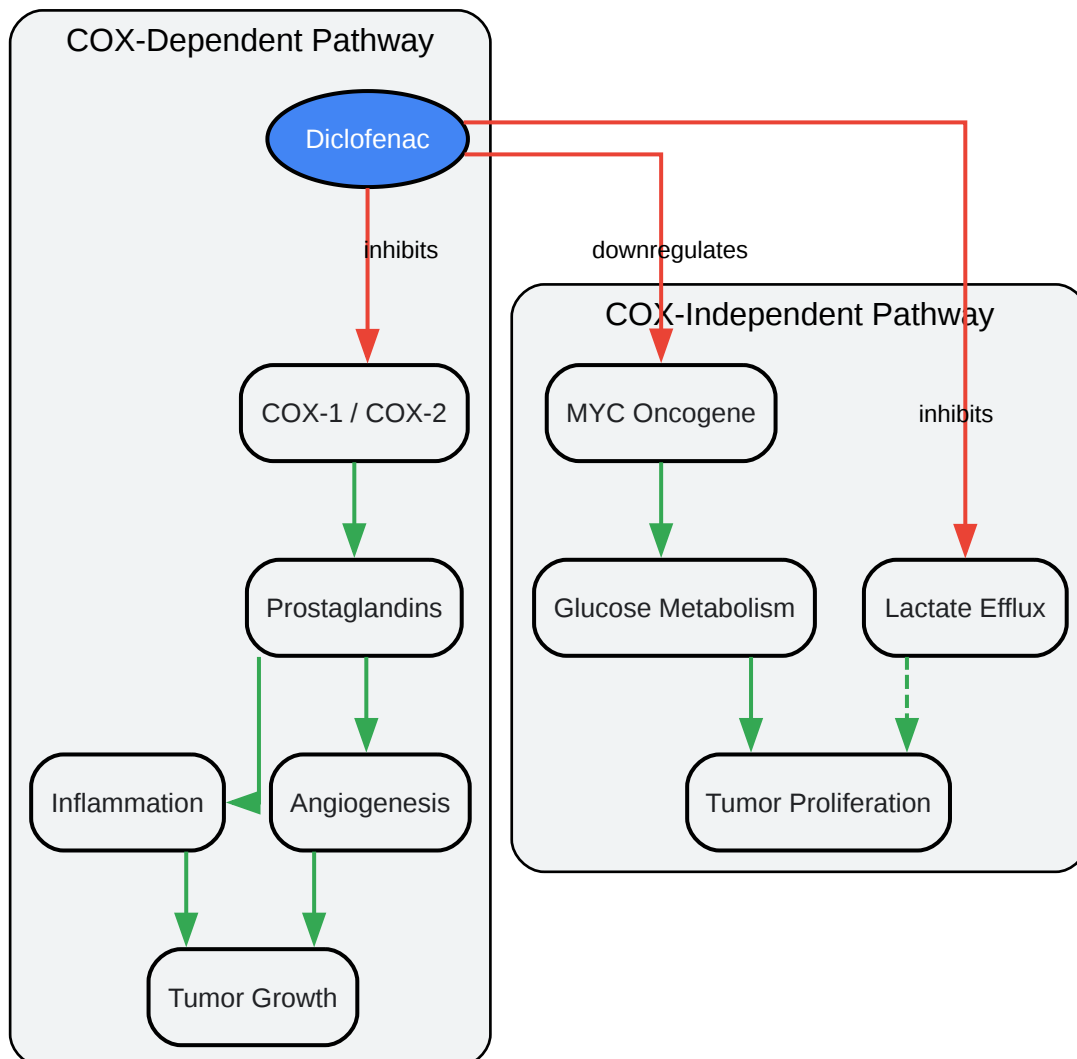 COX-Dependent Pathway
Diclofenac
inhibits
downregulates
COX-Independent Pathway
COX-1 / COX-2
MYC Oncogene
inhibits
Prostaglandins
Glucose Metabolism
Lactate Efflux
Inflammation
Angiogenesis
Tumor Proliferation
Tumor Growth